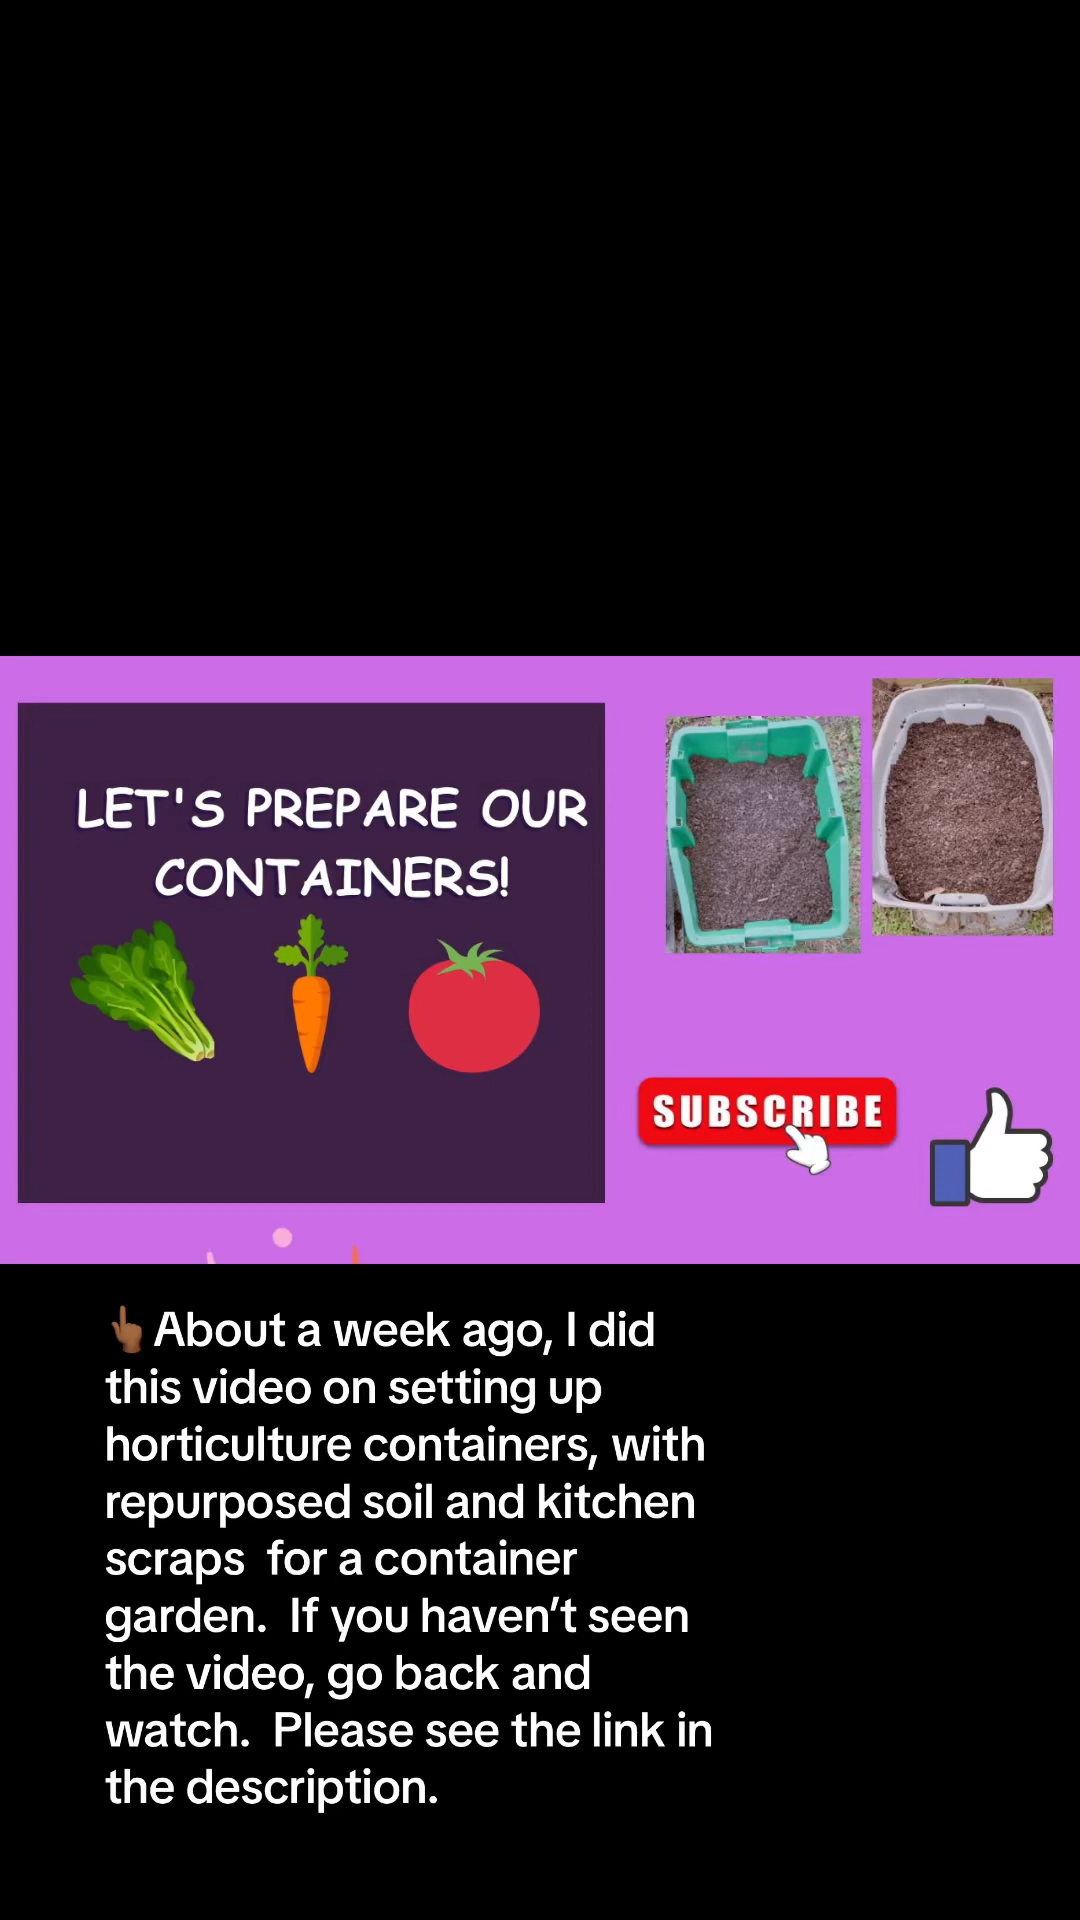 LET'S PREPARE OUR
CONTAINERS!
SUBSCRIBE
👆🏾About a week ago, I did
this video on setting up
horticulture containers, with
repurposed soil and kitchen
scraps  for a container
garden.  If you haven’t seen
the video, go back and
watch.  Please see the link in
the description.